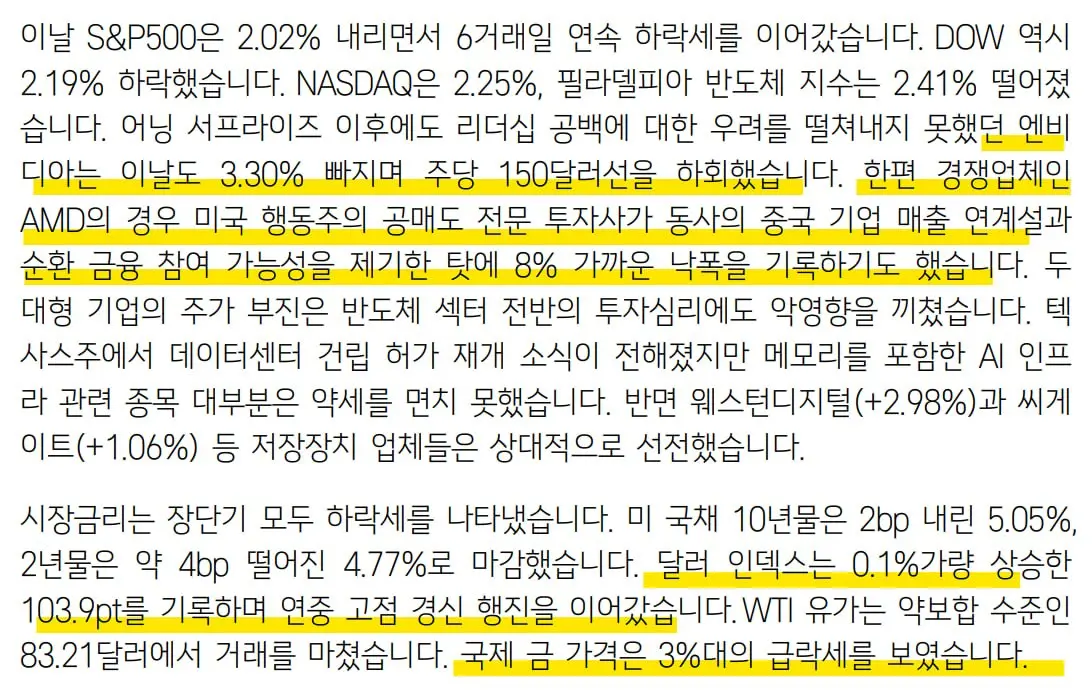 이날 S&P500은 2.02% 내리면서 6거래일 연속 하락세를 이어갔습니다. DOW 역시
2.19% 하락했습니다. NASDAQ은 2.25%, 필라델피아 반도체 지수는 2.41% 떨어졌
습니다. 어닝 서프라이즈 이후에도 리더십 공백에 대한 우려를 떨쳐내지 못했던 엔비
디아는 이날도 3.30% 빠지며 주당 150달러선을 하회했습니다. 한편 경쟁업체인
AMD의 경우 미국 행동주의 공매도 전문 투자사가 동사의 중국 기업 매출 연계설과
순환 금융 참여 가능성을 제기한 탓에 8% 가까운 낙폭을 기록하기도 했습니다. 두
대형 기업의 주가 부진은 반도체 섹터 전반의 투자심리에도 악영향을 끼쳤습니다. 텍
사스주에서 데이터센터 건립 허가 재개 소식이 전해졌지만 메모리를 포함한 AI 인프
라 관련 종목 대부분은 약세를 면치 못했습니다. 반면 웨스턴디지털(+2.98%)과 씨게
이트(+1.06%) 등 저장장치 업체들은 상대적으로 선전했습니다.
시장금리는 장단기 모두 하락세를 나타냈습니다. 미 국채 10년물은 2bp 내린 5.05%,
2년물은 약 4bp 떨어진 4.77%로 마감했습니다. 달러 인덱스는 0.1%가량 상승한
103.9pt를 기록하며 연중 고점 경신 행진을 이어갔습니다. WTI 유가는 약보합 수준인
83.21달러에서 거래를 마쳤습니다. 국제 금 가격은 3%대의 급락세를 보였습니다.